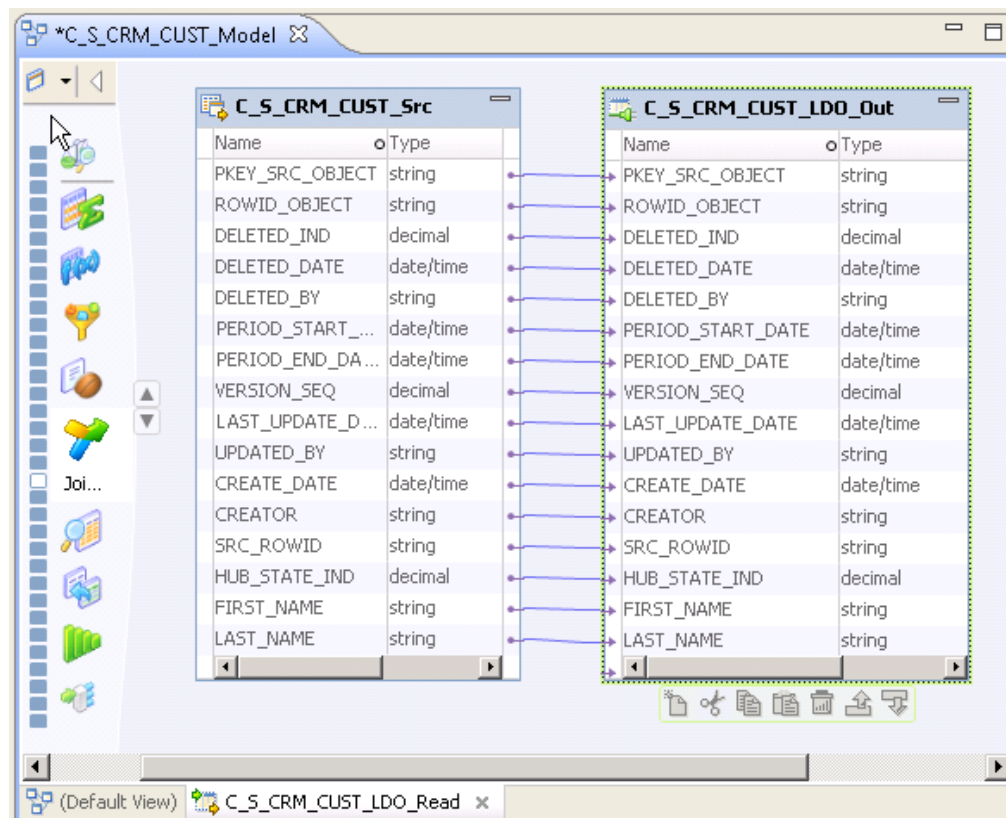 *C_S_CRM_CUST_Model
C_S_CRM_CUST_Src
Name Type
PKEY_SRC_OBJECT string
ROWID_OBJECT string
DELETED_IND decimal
DELETED_DATE date/time
DELETED_BY string
PERIOD_START_... date/time
PERIOD_END_DA... date/time
VERSION_SEQ decimal
LAST_UPDATE_D... date/time
UPDATED_BY string
CREATE_DATE date/time
CREATOR string
SRC_ROWID string
HUB_STATE_IND decimal
FIRST_NAME string
LAST_NAME string
C_S_CRM_CUST_LDO_Out
Name Type
PKEY_SRC_OBJECT string
ROWID_OBJECT string
DELETED_IND decimal
DELETED_DATE date/time
DELETED_BY string
PERIOD_START_DATE date/time
PERIOD_END_DATE date/time
VERSION_SEQ decimal
LAST_UPDATE_DATE date/time
UPDATED_BY string
CREATE_DATE date/time
CREATOR string
SRC_ROWID string
HUB_STATE_IND decimal
FIRST_NAME string
LAST_NAME string
Joi...
(Default View) C_S_CRM_CUST_LDO_Read